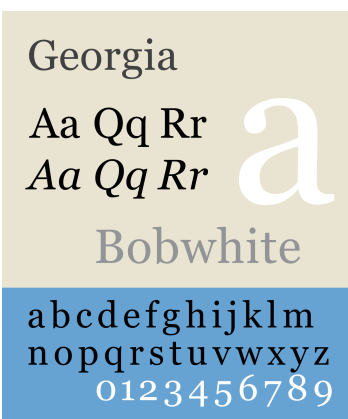 Georgia
Aa Qq Rr
Aa Qq Rr
a
Bobwhite
abcdefghijklm
nopqrstuvwxyz
0123456789